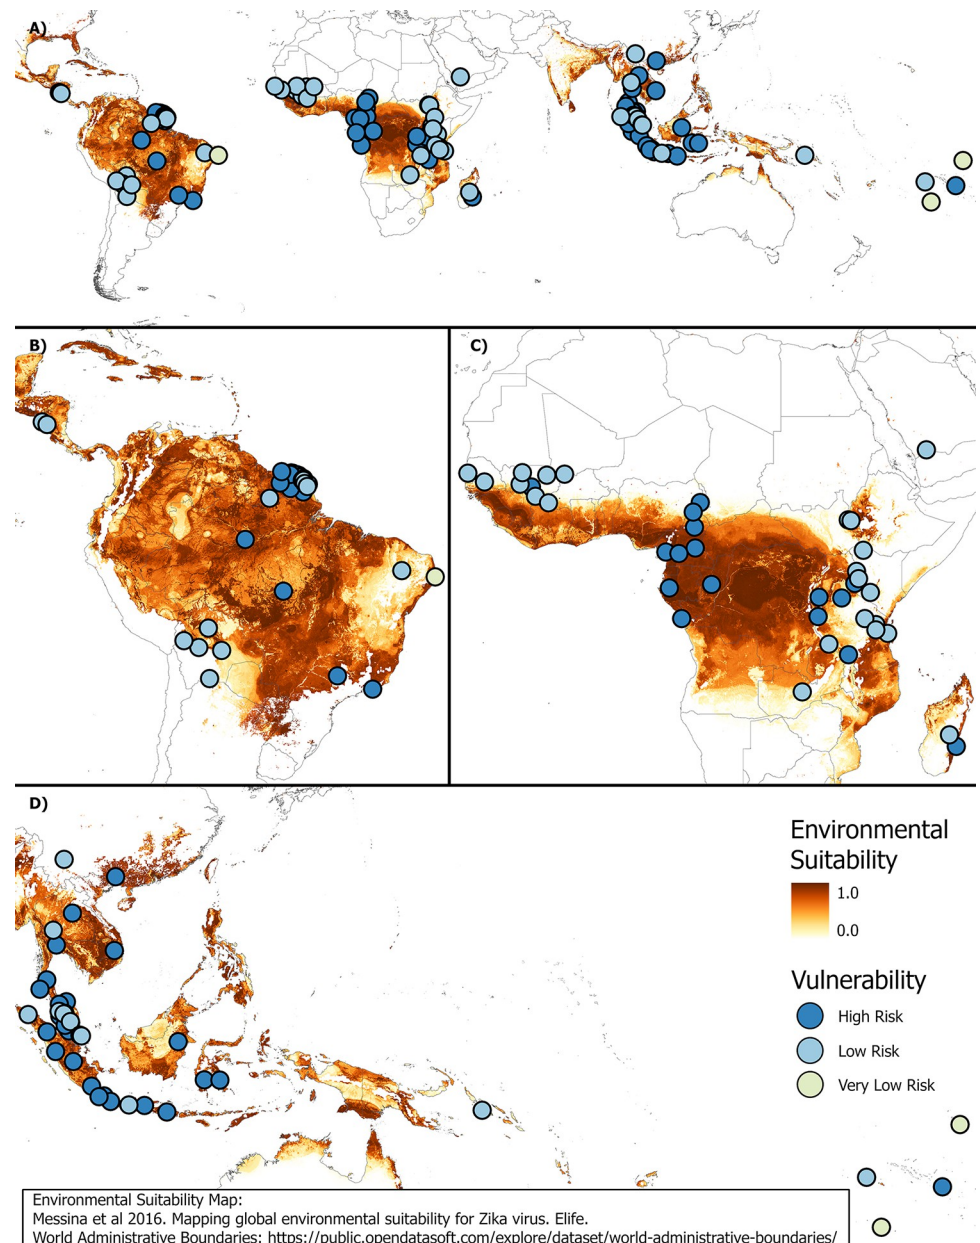 A)
B)
C)
D)
Environmental
Suitability
1.0
0.0
Vulnerability
High Risk
Low Risk
Very Low Risk
Environmental Suitability Map:
Messina et al 2016. Mapping global environmental suitability for Zika virus. Elife.
World Administrative Boundaries: https://public.opendatasoft.com/explore/dataset/world-administrative-boundaries/